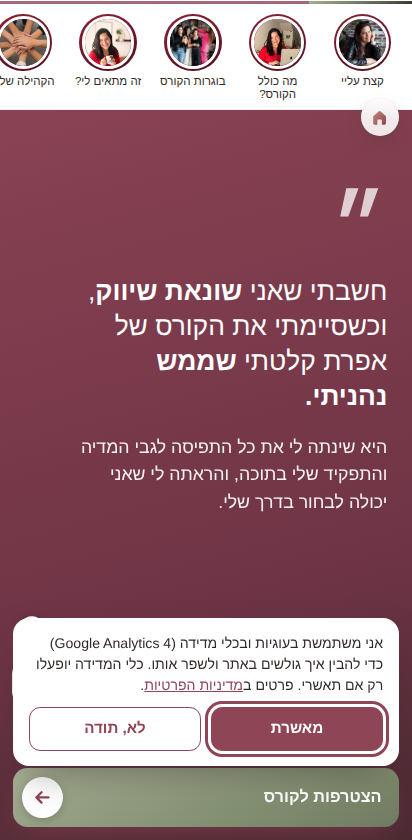 קצת עליי
מה כולל
הקורס?
בוגרות הקורס
זה מתאים לי?
הקהילה של
"
חשבתי שאני שונאת שיווק,
וכשסיימתי את הקורס של
אפרת קלטתי שממש
נהניתי.
היא שינתה לי את כל התפיסה לגבי המדיה
והתפקיד שלי בתוכה, והראתה לי שאני
יכולה לבחור בדרך שלי.
אני משתמשת בעוגיות ובכלי מדידה (Google Analytics 4)
כדי להבין איך גולשים באתר ולשפר אותו. כלי המדידה יופעלו
רק אם תאשרי. פרטים במדיניות הפרטיות.
מאשרת
לא, תודה
הצטרפות לקורס